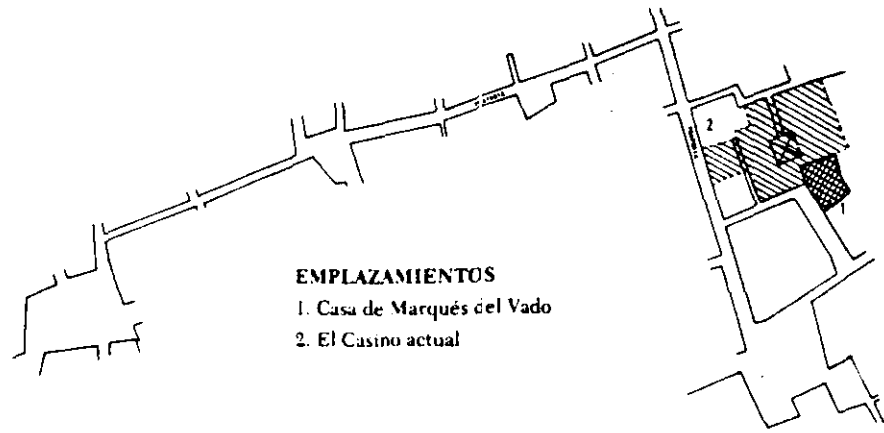 2
1
EMPLAZAMIENTOS
1. Casa de Marqués del Vado
2. El Casino actual